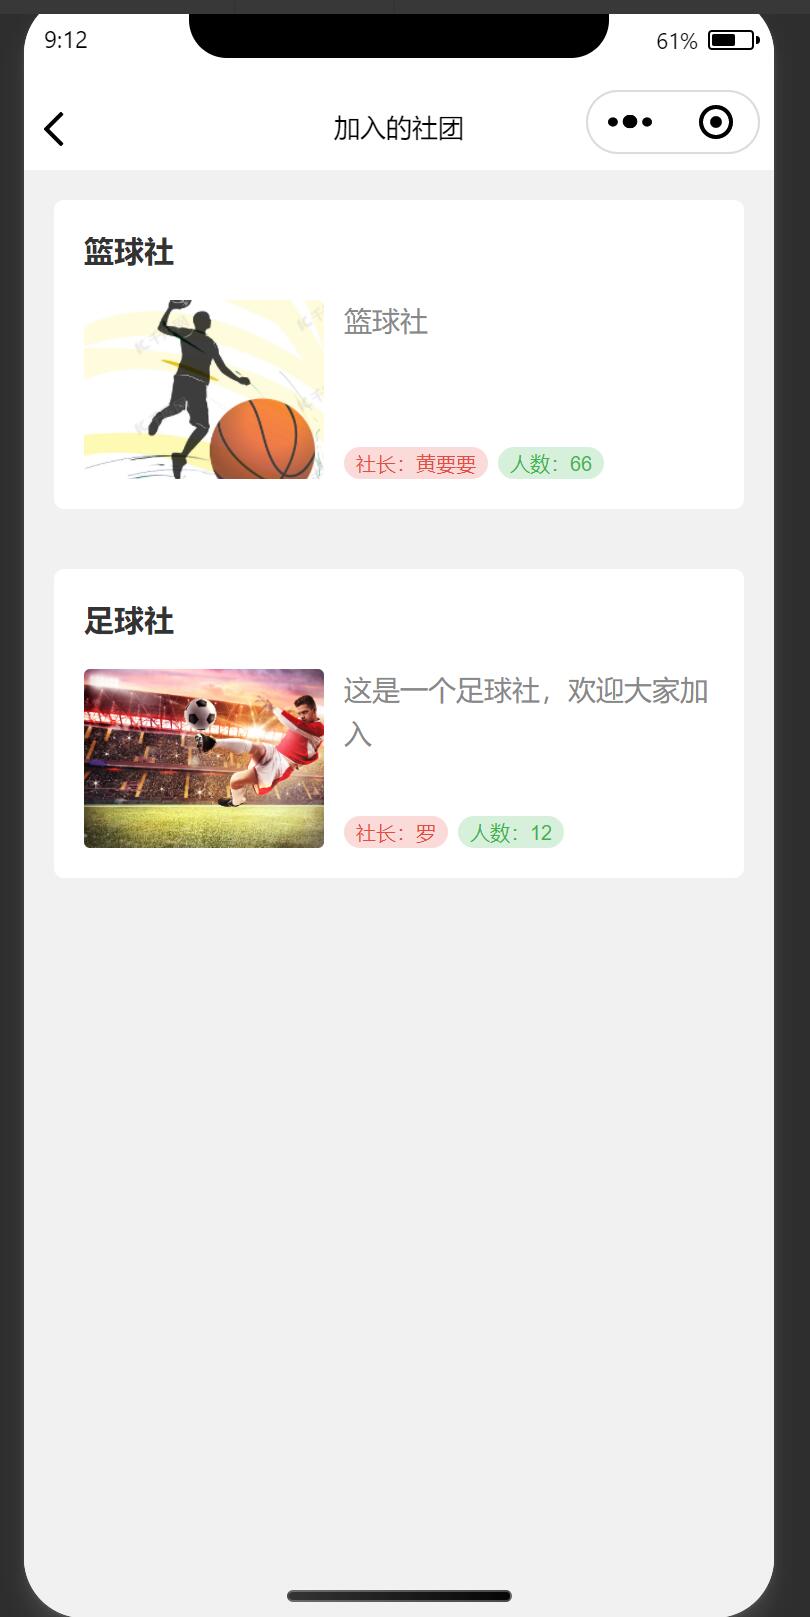 9:12
61%
加入的社团
篮球社
篮球社
社长：黄要要
人数：66
足球社
这是一个足球社，欢迎大家加
入
社长：罗
人数：12